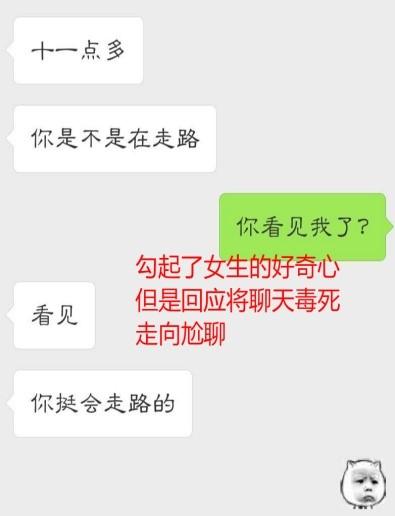 十一点多
你是不是在走路
你看见我了?
勾起了女生的好奇心
但是回应将聊天毒死
走向尬聊
看见
你挺会走路的